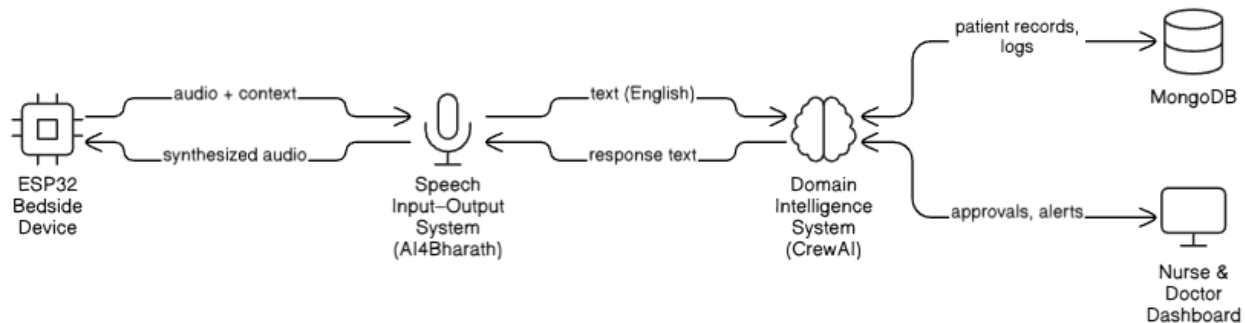 audio + context
synthesized audio
ESP32
Bedside
Device
Speech
Input–Output
System
(AI4Bharath)
text (English)
response text
Domain
Intelligence
System
(CrewAI)
patient records,
logs
MongoDB
approvals, alerts
Nurse &
Doctor
Dashboard